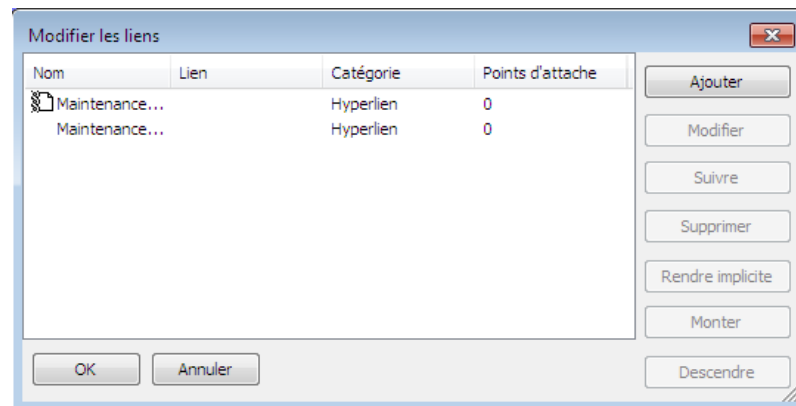 Modifier les liens
Nom Lien Catégorie Points d'attache
Maintenance... Hyperlien 0
Maintenance... Hyperlien 0
Ajouter
Modifier
Suivre
Supprimer
Rendre implicite
Monter
Descendre
OK Annuler